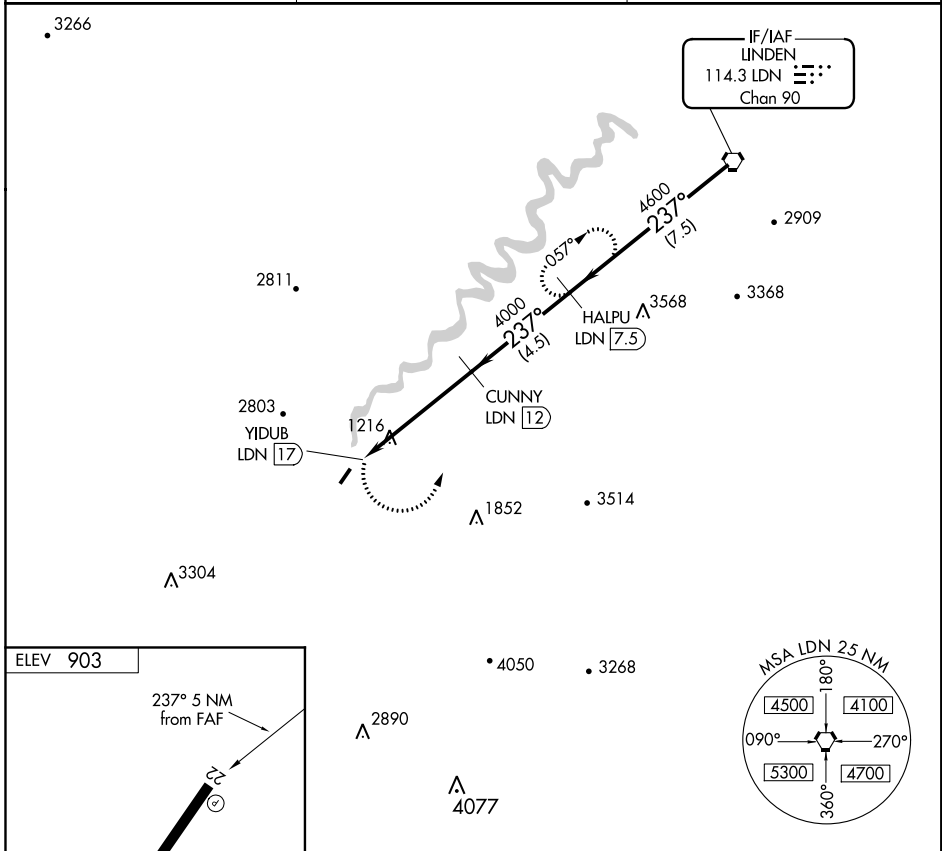 3266
IF/IAF
LINDEN
114.3 LDN
Chan 90
4600
237°
(7.5)
2909
057°
2811
4000
237°
(4.5)
HALPU
LDN 7.5
3568
3368
CUNNY
LDN 12
2803
1216
YIDUB
LDN 17
1852
3514
3304
ELEV 903
237° 5 NM
from FAF
22
P
4050
3268
2890
4077
MSA LDN 25 NM
180°
4500
4100
090°
270°
5300
4700
360°